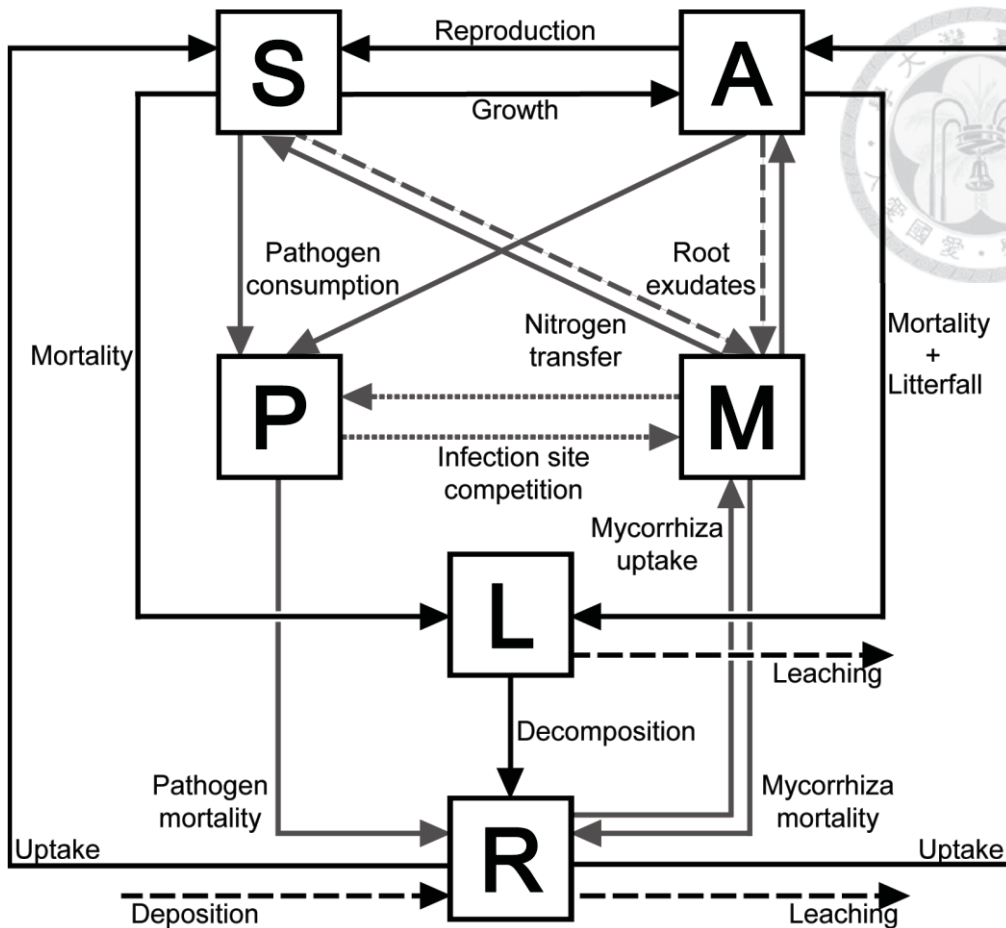 S
Reproduction
A
Growth
Pathogen
consumption
Root
exudates
Mortality
Nitrogen
transfer
Mortality
+
Litterfall
P
M
Infection site
competition
Mycorrhiza
uptake
L
Leaching
Decomposition
Pathogen
mortality
Mycorrhiza
mortality
R
Uptake
Uptake
Deposition
Leaching